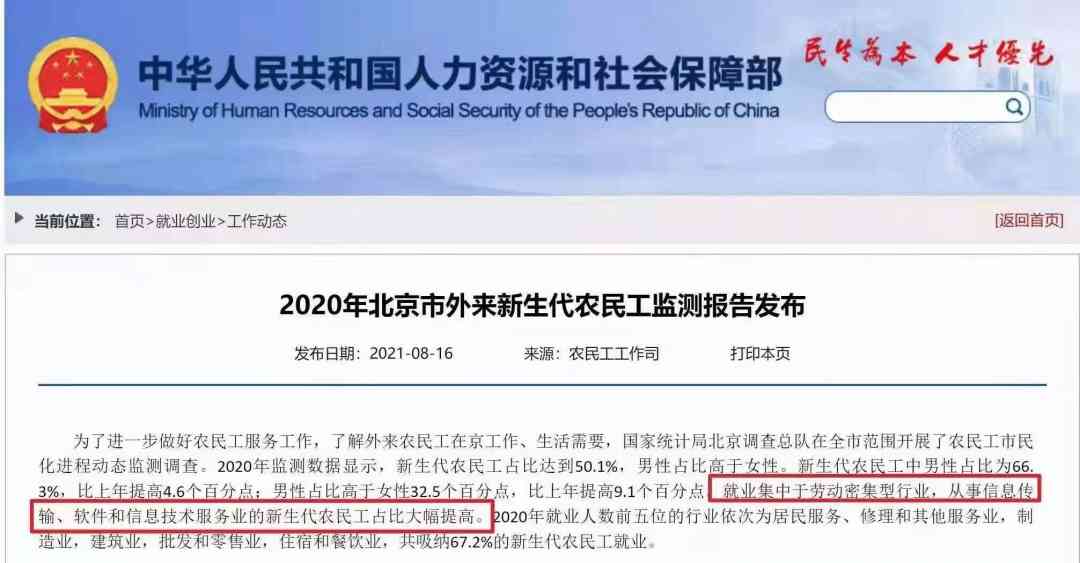 民生為本 人才優先
中华人民共和国人力资源和社会保障部
Ministry of Human Resources and Social Security of the People's Republic of China
当前位置： 首页>就业创业>工作动态 [返回首页]
2020年北京市外来新生代农民工监测报告发布
发布日期：2021-08-16 来源：农民工工作司 打印本页
为了进一步做好农民工服务工作，了解外来农民工在京工作、生活需要，国家统计局北京调查总队在全市范围开展了农民工市民
化进程动态监测调查。2020年监测数据显示，新生代农民工占比达到50.1%，男性占比高于女性。新生代农民工中男性占比为66.
3%，比上年提高4.6个百分点；男性占比高于女性32.5个百分点，比上年提高9.1个百分点。就业集中于劳动密集型行业，从事信息传
输、软件和信息技术服务业的新生代农民工占比大幅提高。2020年就业人数前五位的行业依次为居民服务、修理和其他服务业，制
造业，建筑业，批发和零售业，住宿和餐饮业，共吸纳67.2%的新生代农民工就业。